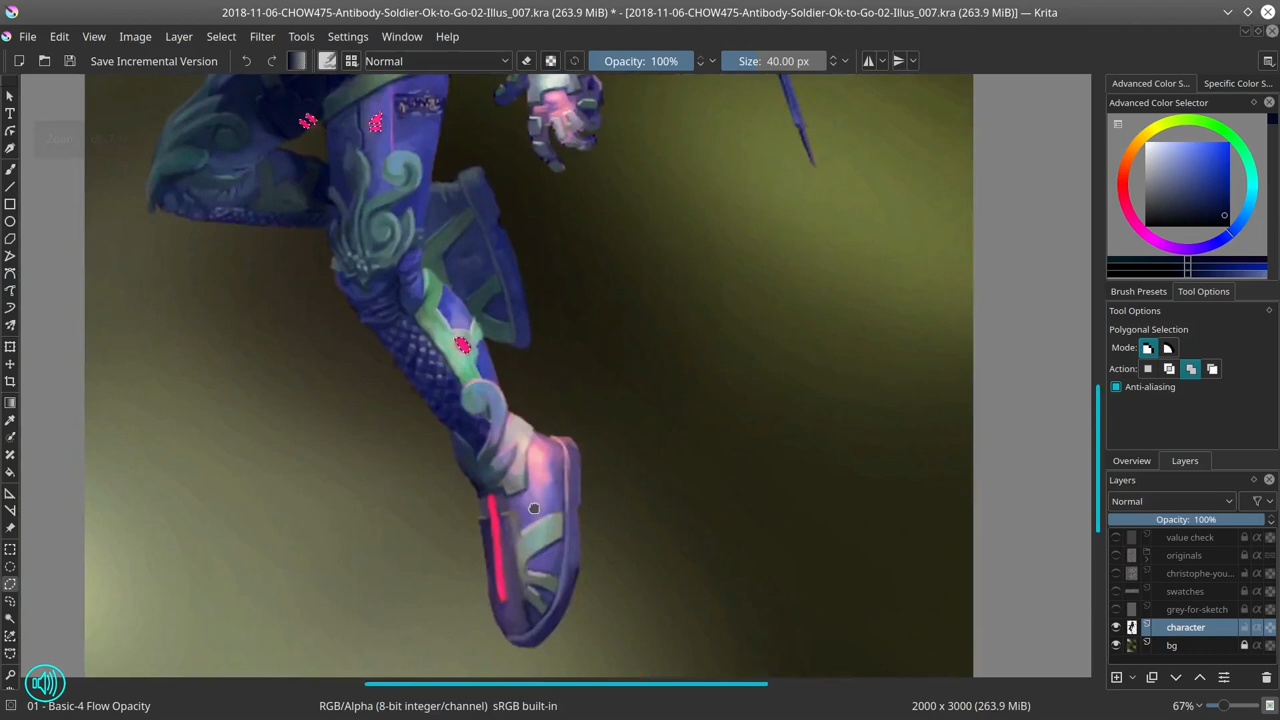 2018-11-06-CHOW475-Antibody-Soldier-Ok-to-Go-02-Illus_007.kra (263.9 MiB) * - [2018-11-06-CHOW475-Antibody-Soldier-Ok-to-Go-02-Illus_007.kra (263.9 MiB)] — Krita
File Edit View Image Layer Select Filter Tools Settings Window Help
Save Incremental Version Normal Opacity: 100% Size: 40.00 px
Advanced Color S... Specific Color S...
Advanced Color Selector
Brush Presets Tool Options
Tool Options
Polygonal Selection
Mode:
Action:
Anti-aliasing
Overview Layers
Layers
Normal
Opacity: 100%
value check
originals
christophe-you...
swatches
grey-for-sketch
character
bg
01 - Basic-4 Flow Opacity RGB/Alpha (8-bit integer/channel) sRGB built-in 2000 x 3000 (263.9 MiB) 67%